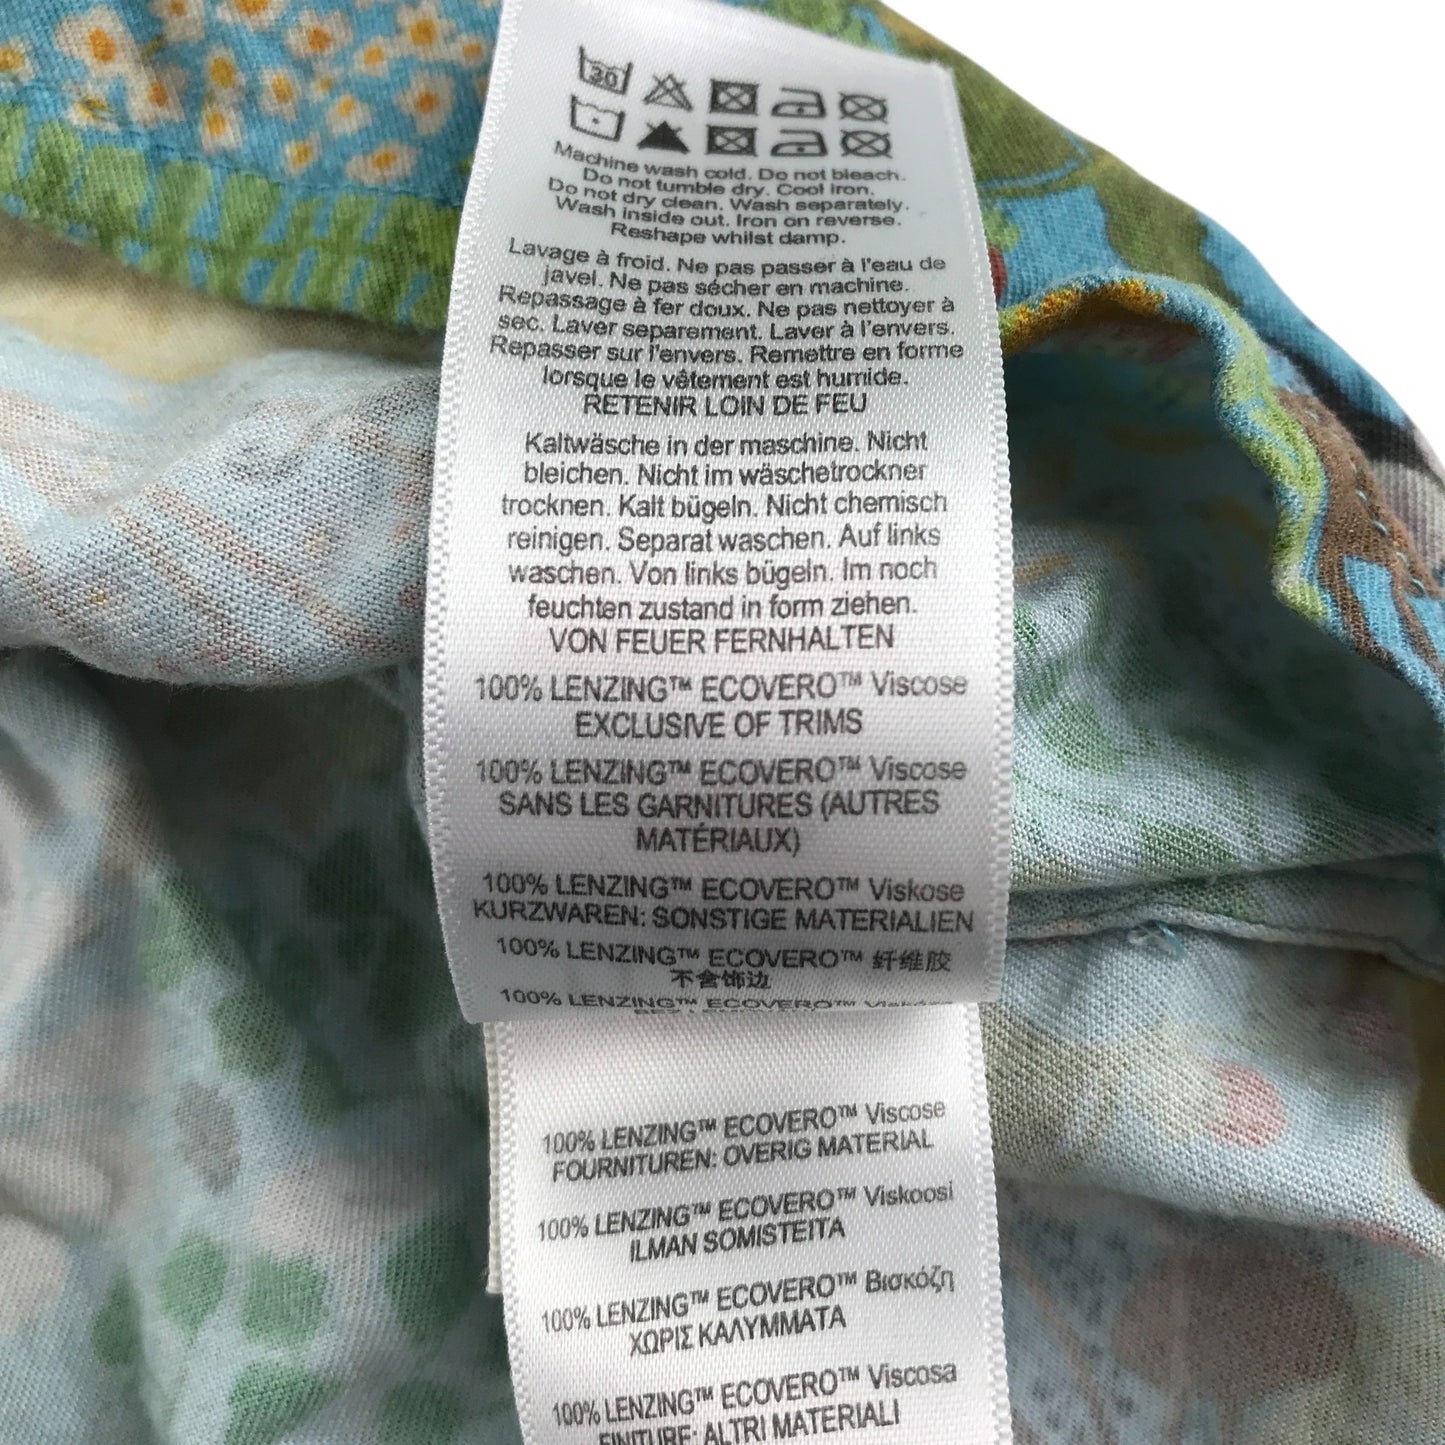 30
Machine wash cold. Do not bleach.
Do not tumble dry. Cool iron.
Do not dry clean. Wash separately.
Wash inside out. Iron on reverse.
Reshape whilst damp.
Lavage à froid. Ne pas passer à l'eau de
javel. Ne pas sécher en machine.
Repassage à fer doux. Ne pas nettoyer à
sec. Laver separement. Laver à l'envers.
Repasser sur l'envers. Remettre en forme
lorsque le vêtement est humide.
RETENIR LOIN DE FEU
Kaltwäsche in der maschine. Nicht
bleichen. Nicht im wäschetrockner
trocknen. Kalt bügeln. Nicht chemisch
reinigen. Separat waschen. Auf links
waschen. Von links bügeln. Im noch
feuchten zustand in form ziehen.
VON FEUER FERNHALTEN
100% LENZING™ ECOVERO™ Viscose
EXCLUSIVE OF TRIMS
100% LENZING™ ECOVERO™ Viscose
SANS LES GARNITURES (AUTRES
MATÉRIAUX)
100% LENZING™ ECOVERO™ Viskose
KURZWAREN: SONSTIGE MATERIALIEN
100% LENZING™ ECOVERO™ 纤维胶
不含饰边
100% LENZING™ ECOVERO™
100% LENZING™ ECOVERO™ Viscose
FOURNITUREN: OVERIG MATERIAL
100% LENZING™ ECOVERO™ Viskoosi
ILMAN SOMISTEITA
100% LENZING™ ECOVERO™ Βισκόζη
ΧΩΡΙΣ ΚΑΛΥΜΜΑΤΑ
100% LENZING™ ECOVERO™ Viscosa
FINITURE: ALTRI MATERIALI